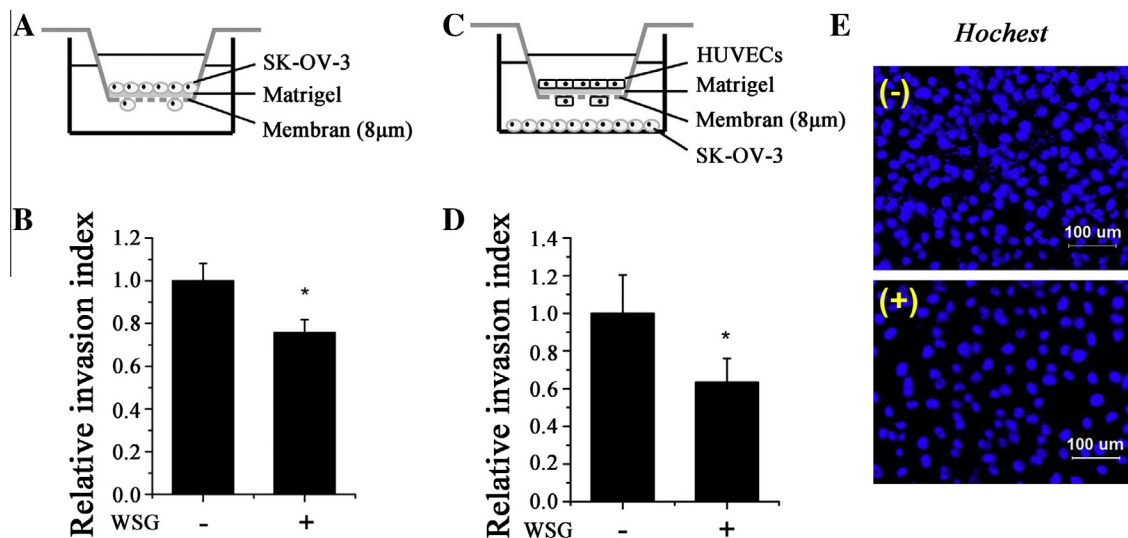 A
SK-OV-3
Matrigel
Membran (8μm)
B
Relative invasion index
1.2
1.0
0.8
0.6
0.4
0.2
0.0
*
WSG
-
+
C
HUVECs
Matrigel
Membran (8μm)
SK-OV-3
D
Relative invasion index
1.4
1.2
1.0
0.8
0.6
0.4
0.2
0.0
*
WSG
-
+
E
Hochest
(-)
100 um
(+)
100 um